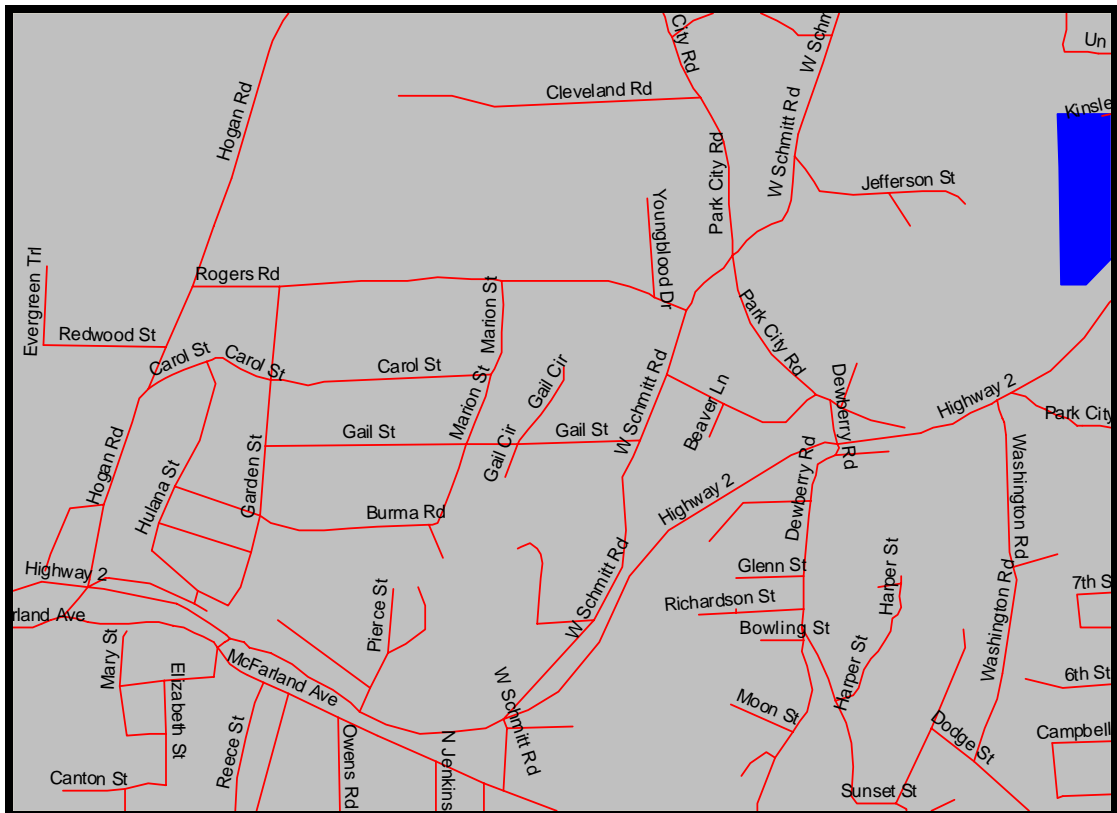 City Rd
W Schm
Un
Hogan Rd
Cleveland Rd
Kinsle
Park City Rd
W Schmitt Rd
Jefferson St
Youngblood Dr
Evergreen Trl
Rogers Rd
Marion St
Redwood St
Carol St
Carol St
Carol St
Park City Rd
Gail Cir
W Schmitt Rd
Beaver Ln
Dewberry Rd
Highway 2
Park City
Marion St
Gail St
Gail Cir
Gail St
Hogan Rd
Hulana St
Garden St
Highway 2
Dewberry Rd
Washington Rd
Burma Rd
Highway 2
Glenn St
Harper St
7th S
rland Ave
Pierce St
W Schmitt Rd
Richardson St
Bowling St
Washington Rd
Mary St
Elizabeth St
McFarland Ave
W Schmitt Rd
Harper St
6th St
Moon St
Reece St
Owens Rd
N Jenkins
Dodge St
Campbell
Canton St
Sunset St